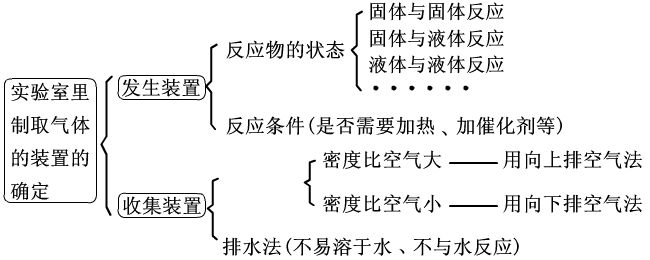 固体与固体反应
反应物的状态
固体与液体反应
液体与液体反应
••••••
实验室里
制取气体
的装置的
确定
发生装置
反应条件(是否需要加热、加催化剂等)
密度比空气大 —— 用向上排空气法
收集装置
密度比空气小 —— 用向下排空气法
排水法(不易溶于水、不与水反应)